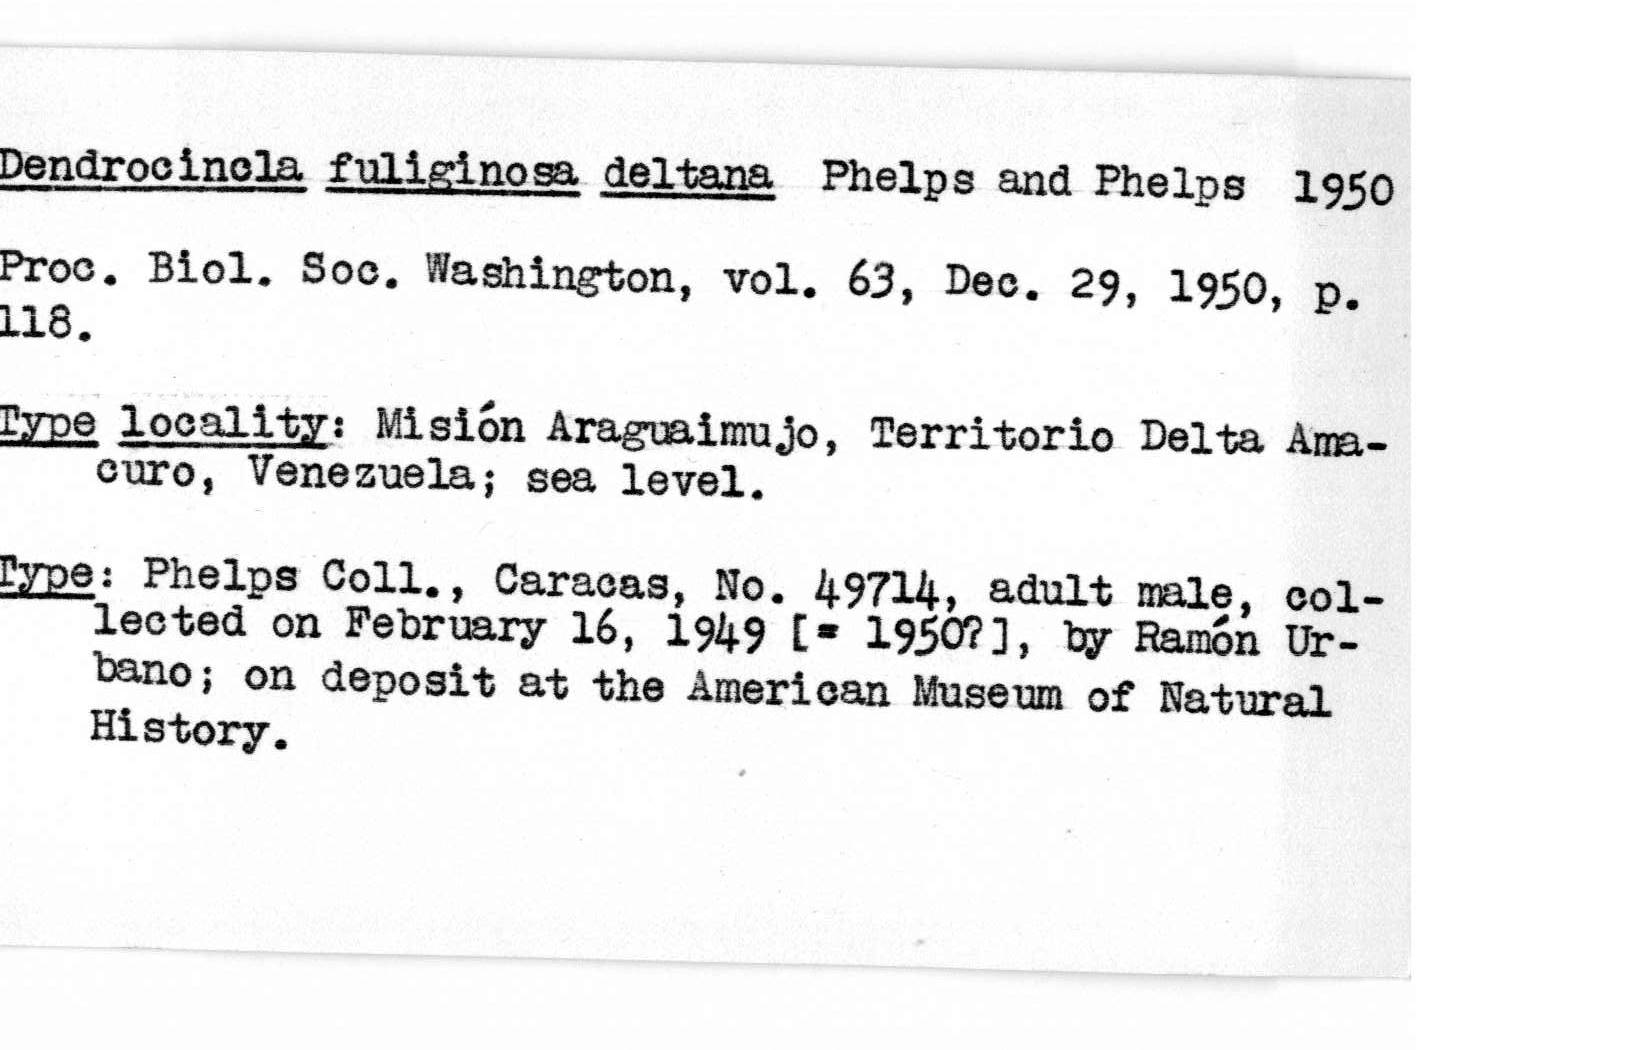 Dendrocincla fuliginosa deltana Phelps and Phelps 1950
Proc. Biol. Soc. Washington, vol. 63, Dec. 29, 1950, p.
118.
Type locality: Misión Araguaimujo, Territorio Delta Ama-
curo, Venezuela; sea level.
Type: Phelps Coll., Caracas, No. 49714, adult male, col-
lected on February 16, 1949 [= 1950?], by Ramón Ur-
bano; on deposit at the American Museum of Natural
History.